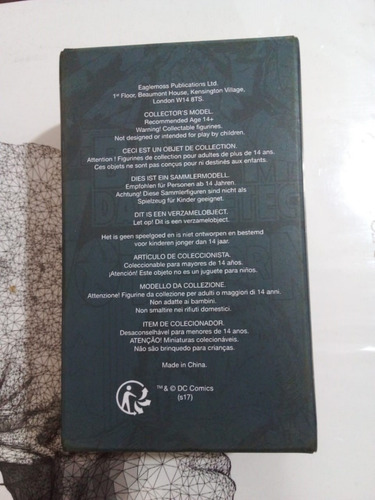 Eaglemoss Publications Ltd.
1st Floor, Beaumont House, Kensington Village,
London W14 8TS.
COLLECTOR'S MODEL.
Recommended Age 14+
Warning! Collectable figurines.
Not designed or intended for play by children.
CECI EST UN OBJET DE COLLECTION.
Attention ! Figurines de collection pour adultes de plus de 14 ans.
Ces objets ne sont pas conçus pour ni destinés aux enfants.
DIES IST EIN SAMMLERMODELL.
Empfohlen für Personen ab 14 Jahren.
Achtung! Diese Sammlerfiguren sind nicht als
Spielzeug für Kinder geeignet.
DIT IS EEN VERZAMELOBJECT.
Let op! Dit is een verzamelobject.
Het is geen speelgoed en is niet ontworpen en bestemd
voor kinderen jonger dan 14 jaar.
ARTÍCULO DE COLECCIONISTA.
Coleccionable para mayores de 14 años.
¡Atención! Este objeto no es un juguete para niños.
MODELLO DA COLLEZIONE.
Attenzione! Figurine da collezione per adulti o maggiori di 14 anni.
Non adatte ai bambini.
Non smaltire nei rifiuti domestici.
ITEM DE COLECIONADOR.
Desaconselhável para menores de 14 anos.
ATENÇÃO! Miniaturas colecionáveis.
Não são brinquedo para crianças.
Made in China.
™ & © DC Comics
(s17)